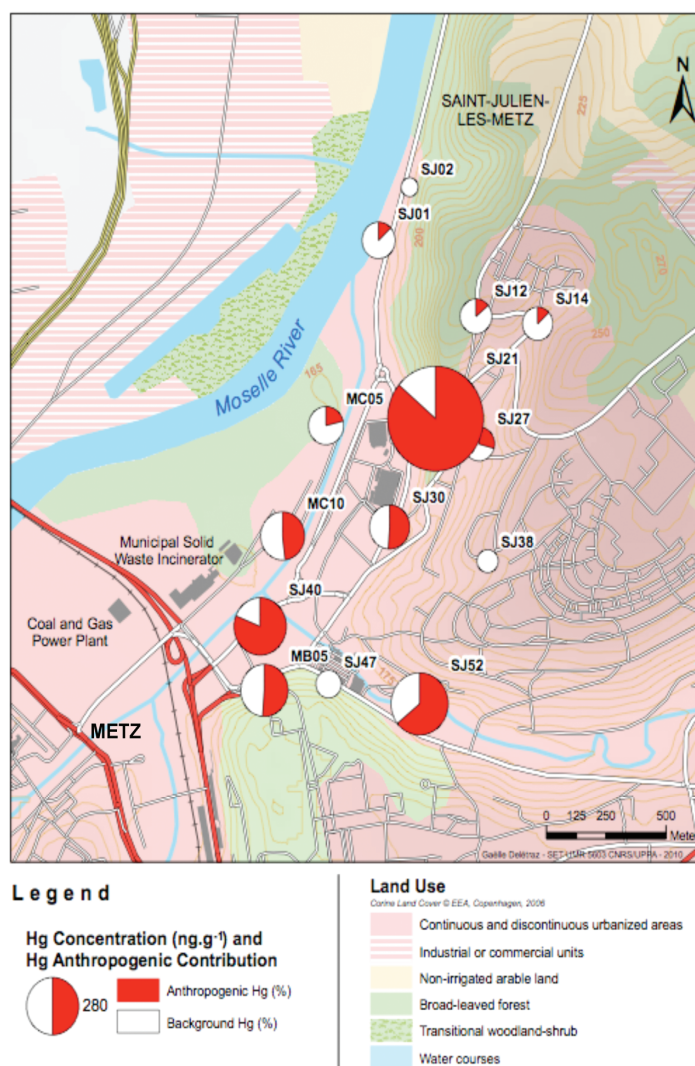 SAINT-JULIEN-
LES-METZ
N
225
SJ02
SJ01
200
270
SJ12
SJ14
250
SJ21
165
MC05
SJ27
Moselle River
MC10
SJ30
Municipal Solid
Waste Incinerator
SJ38
SJ40
Coal and Gas
Power Plant
MB05
SJ47
SJ52
175
METZ
0 125 250 500
Mete
Gaëlle Delétraz - SET UMR 5603 CNRS/UPPA - 2010
Legend
Hg Concentration (ng.g-1) and
Hg Anthropogenic Contribution
280
Anthropogenic Hg (%)
Background Hg (%)
Land Use
Corine Land Cover © EEA, Copenhagen, 2006
Continuous and discontinuous urbanized areas
Industrial or commercial units
Non-irrigated arable land
Broad-leaved forest
Transitional woodland-shrub
Water courses